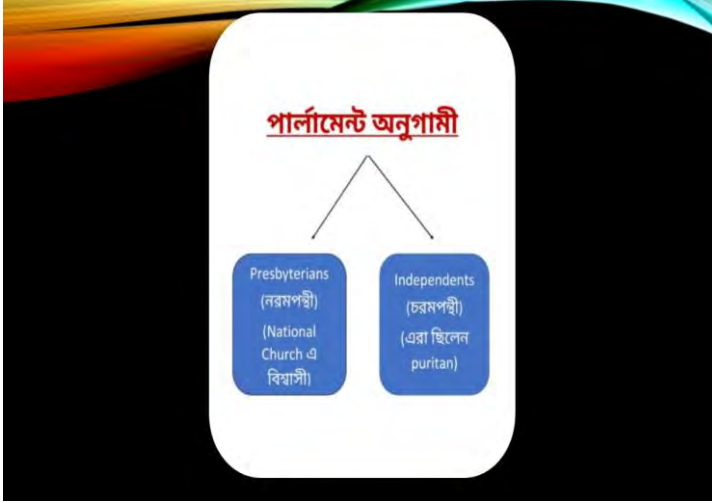 পার্লামেন্ট অনুগামী
Presbyterians
(নরমপন্থী)
(National
Church এ
বিশ্বাসী)
Independents
(চরমপন্থী)
(এরা ছিলেন
puritan)